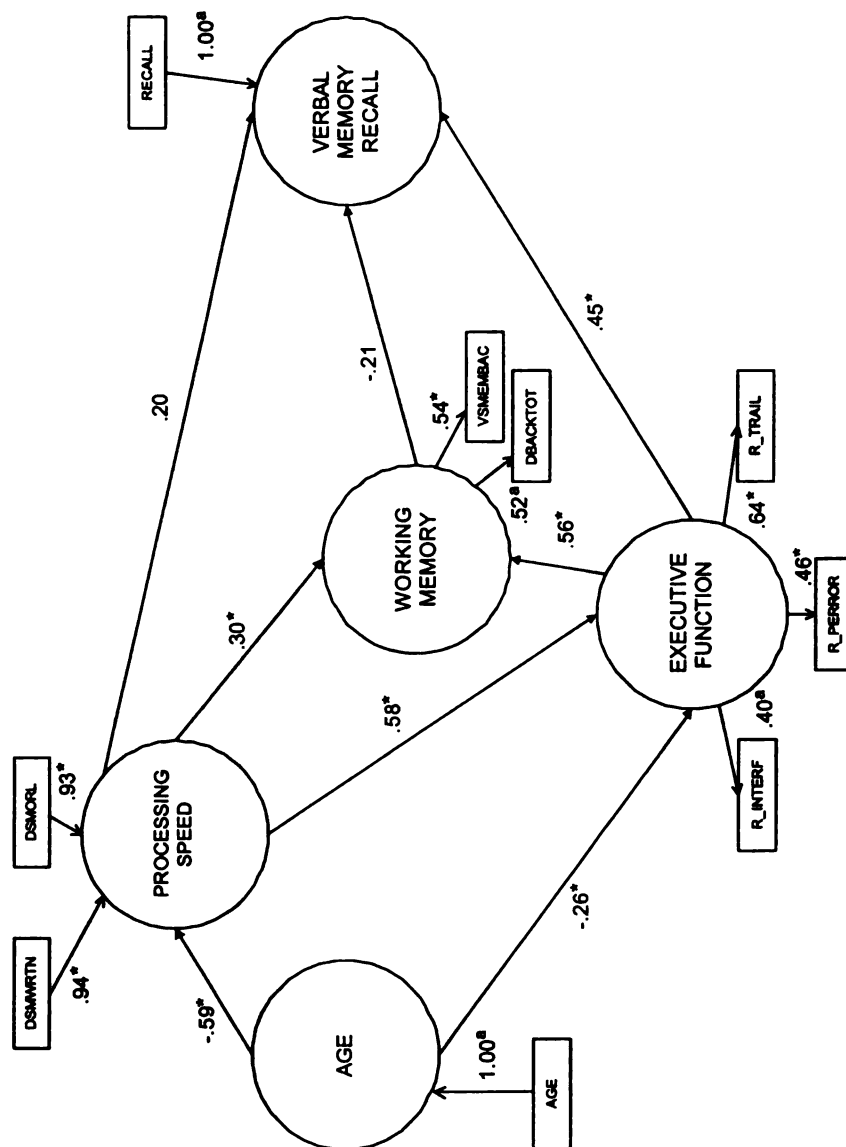 RECALL
1.00ª
VERBAL
MEMORY
RECALL
.20
-.21
.45*
.54*
VSMEMBAC
DBACKTOT
.52ª
WORKING
MEMORY
.56*
R_TRAIL
.64*
.46*
R_PERROR
EXECUTIVE
FUNCTION
.40ª
R_INTERF
.30*
.58*
DSMORL
.93*
PROCESSING
SPEED
DSMWRTN
.94*
-.59*
-.26*
AGE
1.00ª
AGE